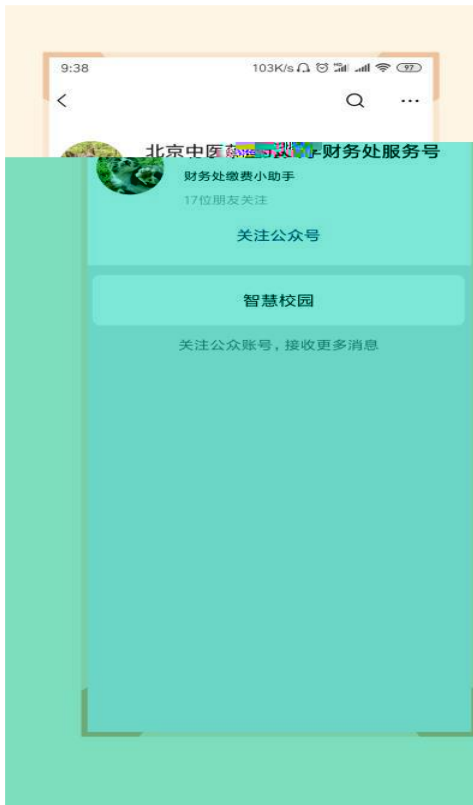 9:38 103K/s 97
北京中医 财务处服务号
财务处缴费小助手
17位朋友关注
关注公众号
智慧校园
关注公众账号，接收更多消息